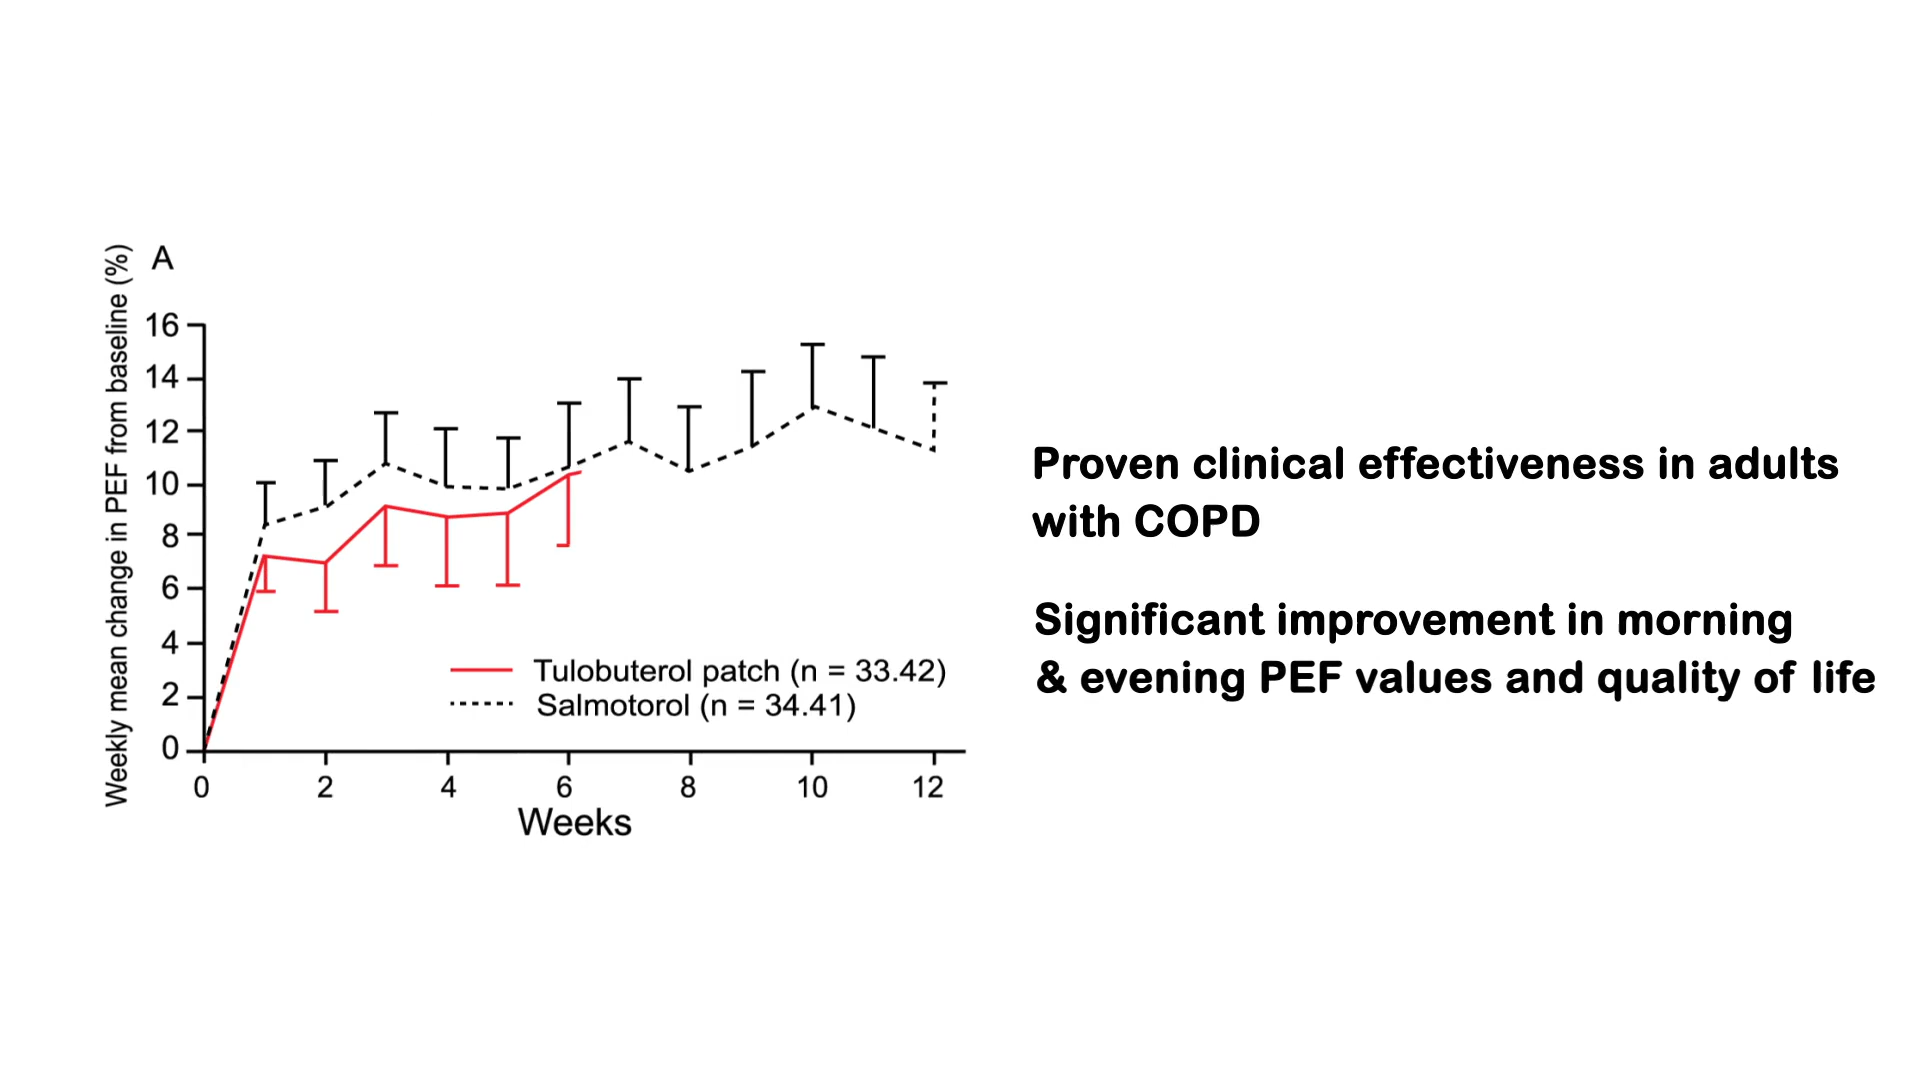 A
Weekly mean change in PEF from baseline (%)
16
14
12
10
8
6
4
2
0
Tulobuterol patch (n = 33.42)
Salmotorol (n = 34.41)
0 2 4 6 8 10 12
Weeks
Proven clinical effectiveness in adults
with COPD
Significant improvement in morning
& evening PEF values and quality of life